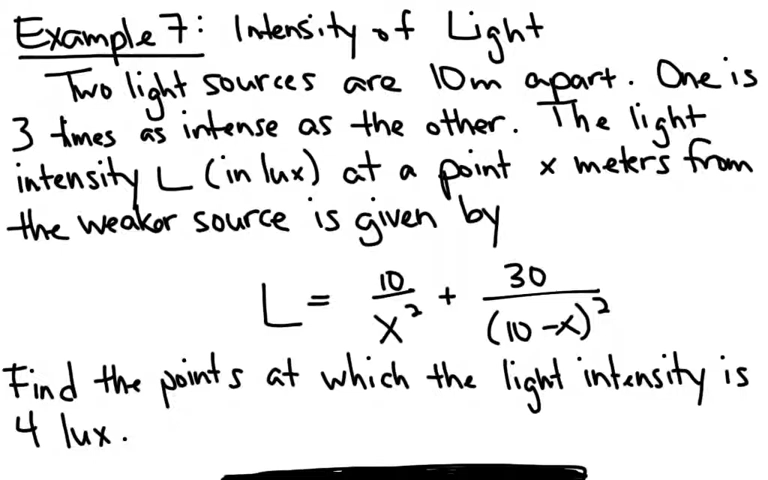 Example 7: Intensity of Light
Two light sources are 10m apart. One is
3 times as intense as the other. The light
intensity L (in lux) at a point x meters from
the weaker source is given by
L = 10/x² + 30/(10-x)²
Find the points at which the light intensity is
4 lux.